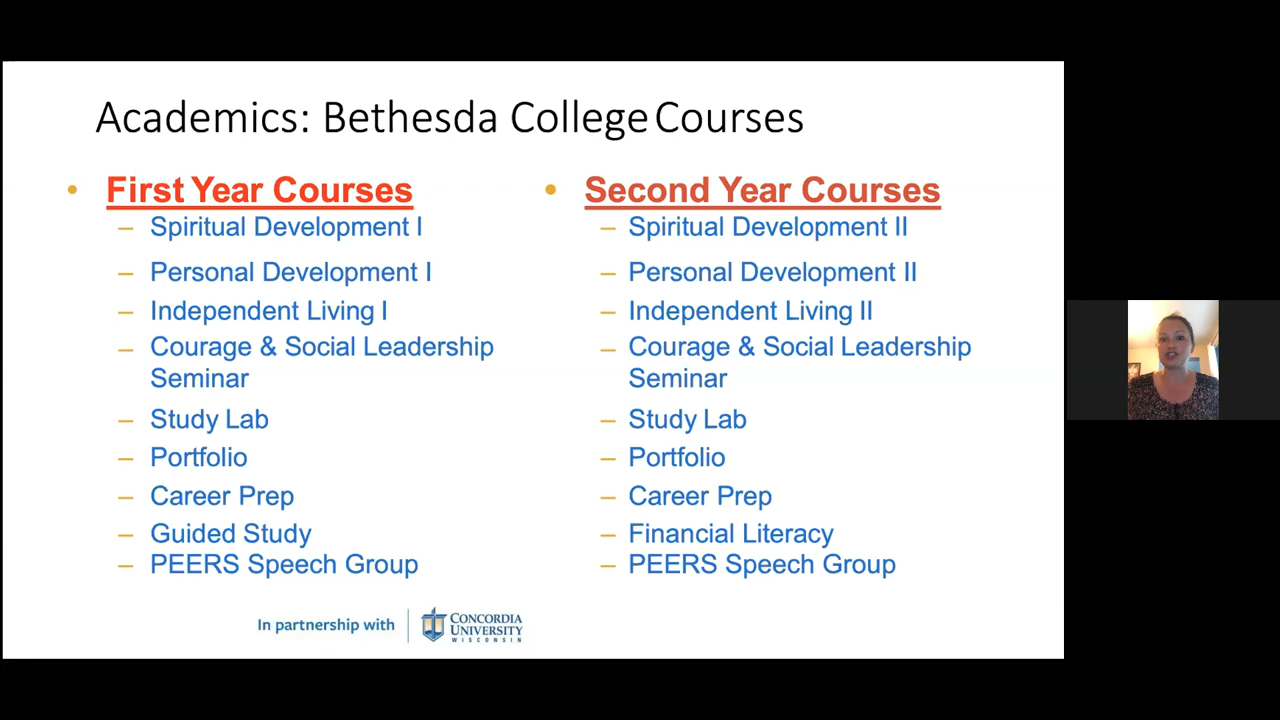 Academics: Bethesda College Courses
• First Year Courses
– Spiritual Development I
– Personal Development I
– Independent Living I
– Courage & Social Leadership
Seminar
– Study Lab
– Portfolio
– Career Prep
– Guided Study
– PEERS Speech Group
• Second Year Courses
– Spiritual Development II
– Personal Development II
– Independent Living II
– Courage & Social Leadership
Seminar
– Study Lab
– Portfolio
– Career Prep
– Financial Literacy
– PEERS Speech Group
In partnership with
CONCORDIA
UNIVERSITY
WISCONSIN